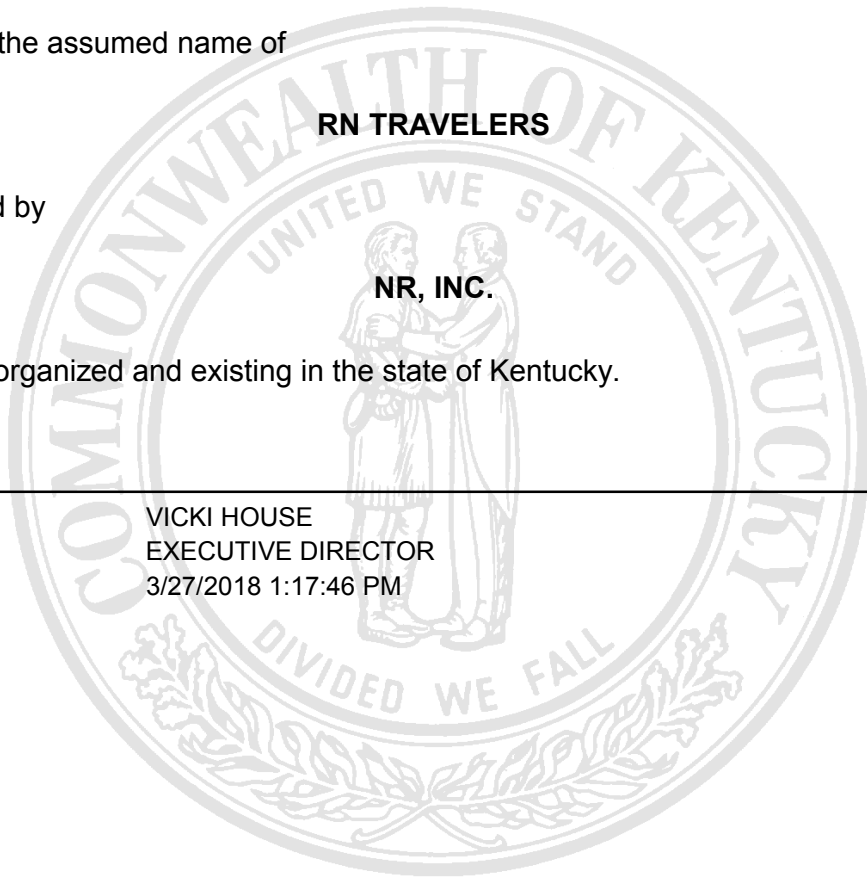 the assumed name of
RN TRAVELERS
d by
NR, INC.
organized and existing in the state of Kentucky.
VICKI HOUSE
EXECUTIVE DIRECTOR
3/27/2018 1:17:46 PM
COMMONWEALTH OF KENTUCKY
UNITED WE STAND
DIVIDED WE FALL